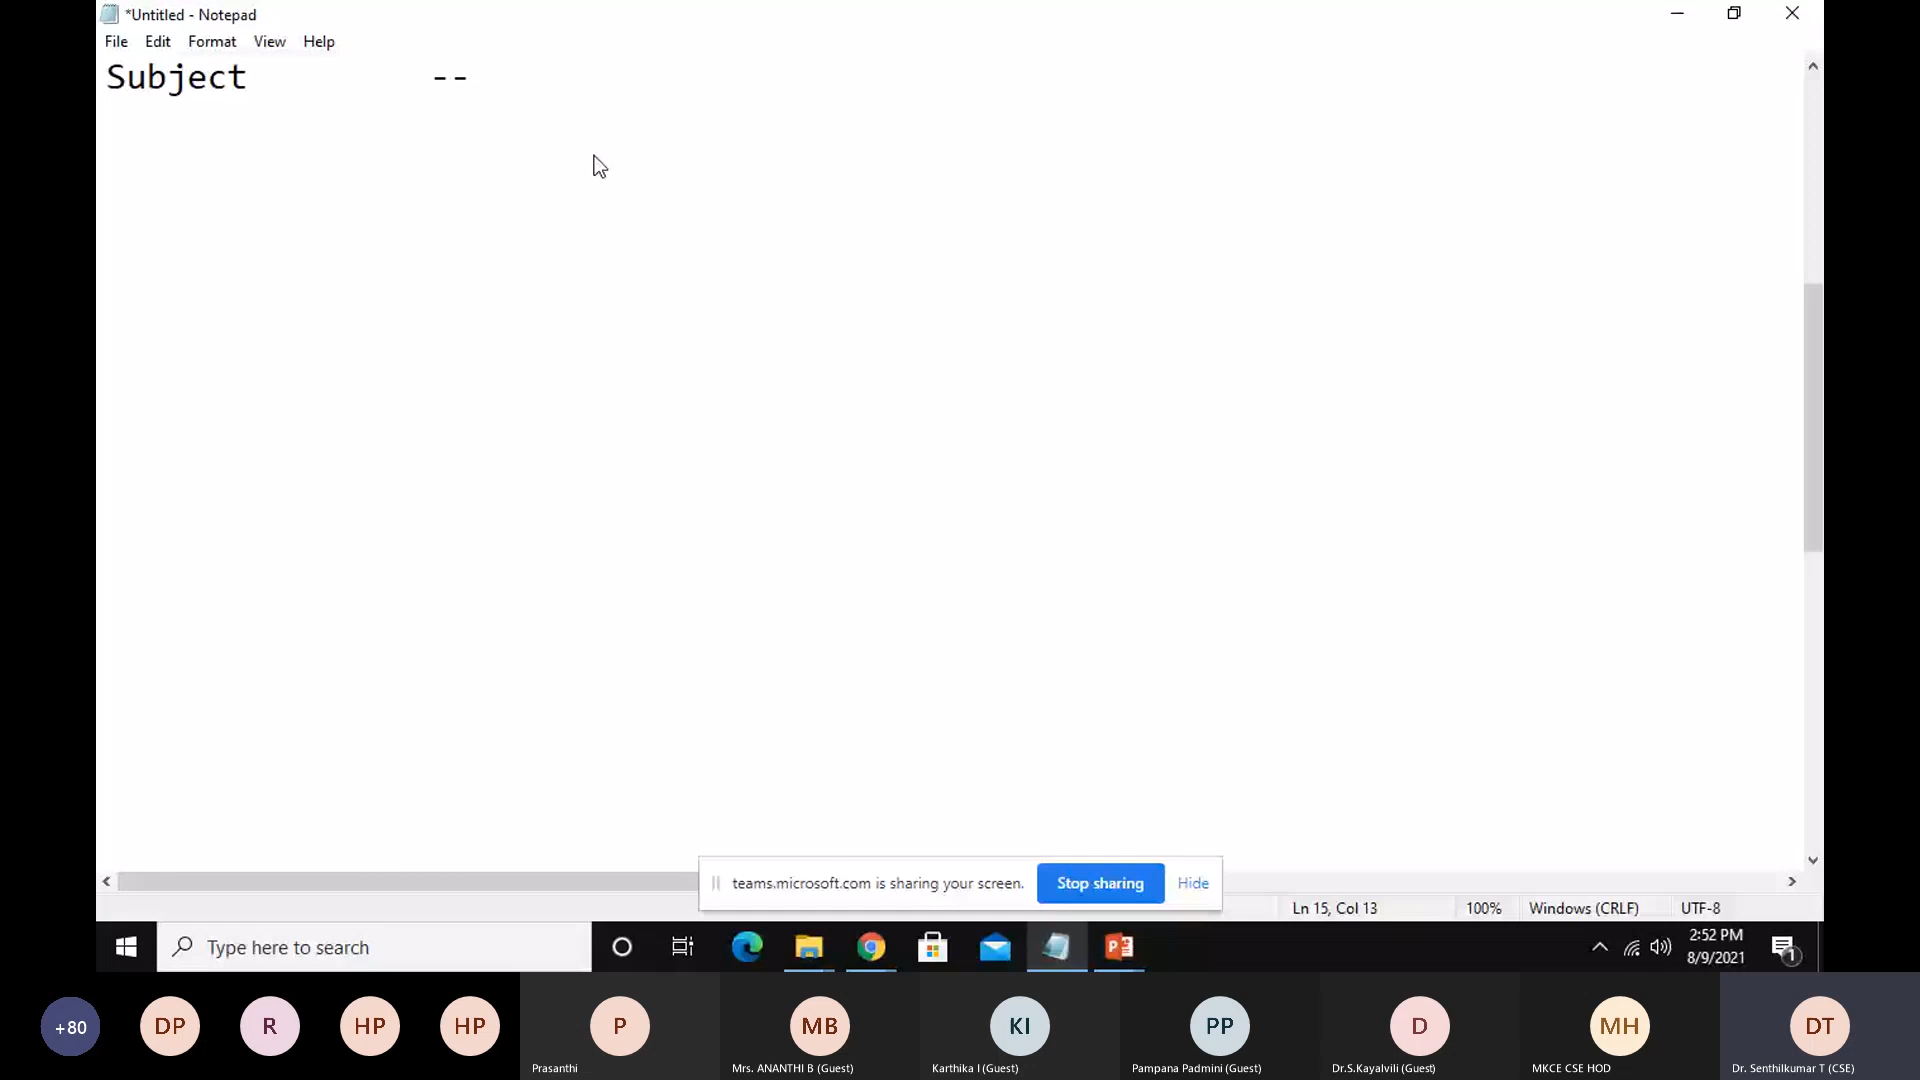 *Untitled - Notepad
File Edit Format View Help
Subject --
teams.microsoft.com is sharing your screen. Stop sharing Hide
Ln 15, Col 13 100% Windows (CRLF) UTF-8
Type here to search
2:52 PM
8/9/2021
1
+80 DP R HP HP P MB KI PP D MH DT
Prasanthi Mrs. ANANTHI B (Guest) Karthika I (Guest) Pampana Padmini (Guest) Dr.S.Kayalvili (Guest) MKCE CSE HOD Dr. Senthilkumar T (CSE)